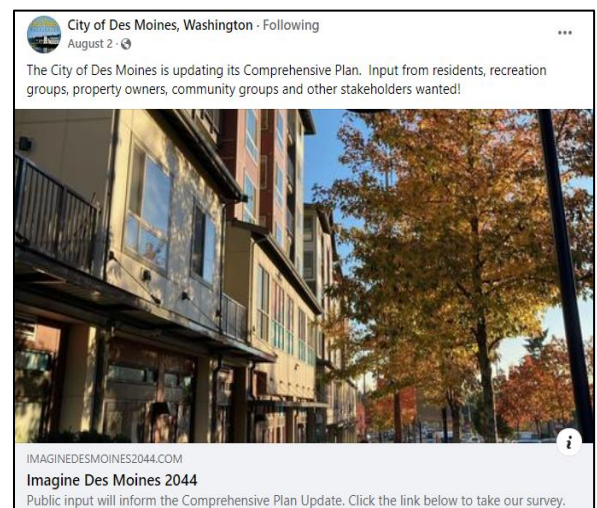 City of Des Moines, Washington · Following
August 2 ·
The City of Des Moines is updating its Comprehensive Plan. Input from residents, recreation
groups, property owners, community groups and other stakeholders wanted!
i
IMAGINEDESMOINES2044.COM
Imagine Des Moines 2044
Public input will inform the Comprehensive Plan Update. Click the link below to take our survey.